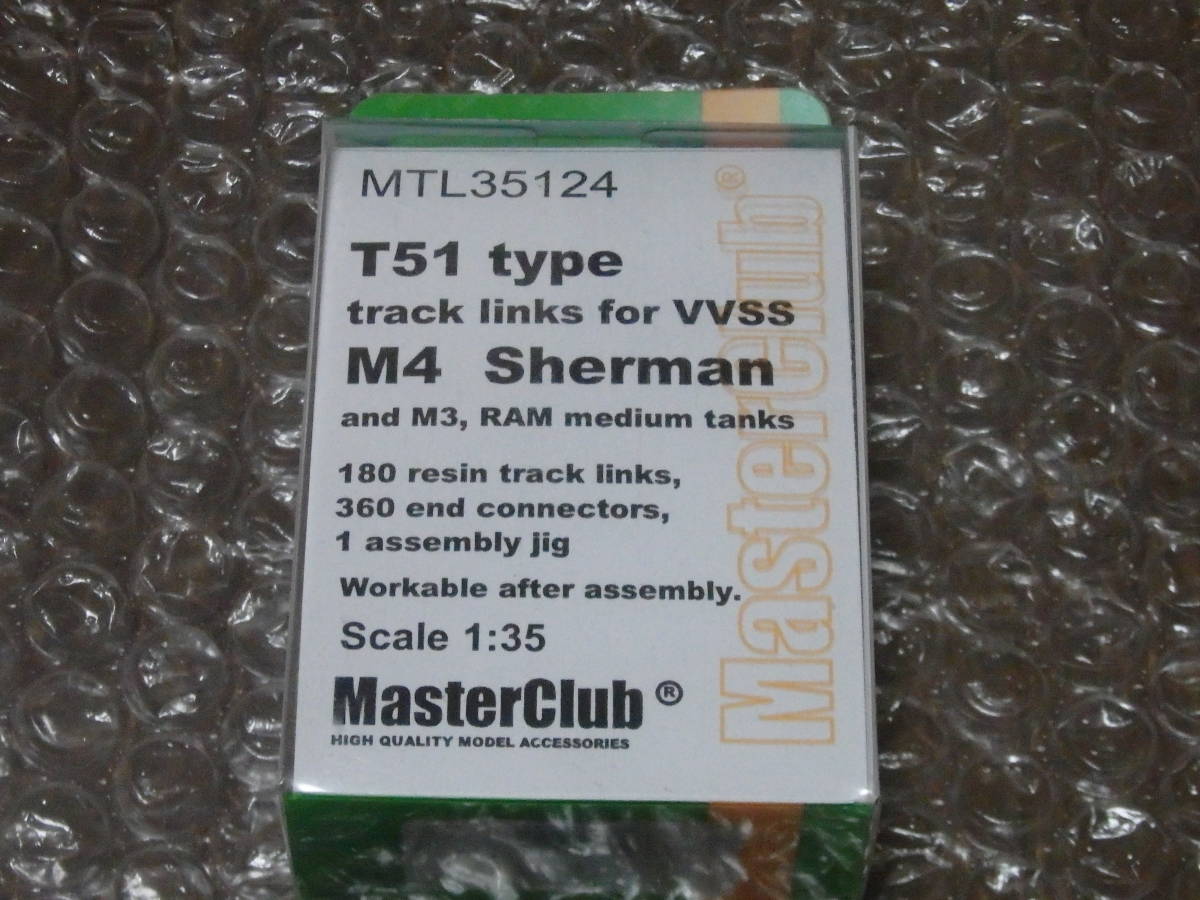 MTL35124
T51 type
track links for VVSS
M4 Sherman
and M3, RAM medium tanks
180 resin track links,
360 end connectors,
1 assembly jig
Workable after assembly.
Scale 1:35
MasterClub ®
HIGH QUALITY MODEL ACCESSORIES
MasterClub®